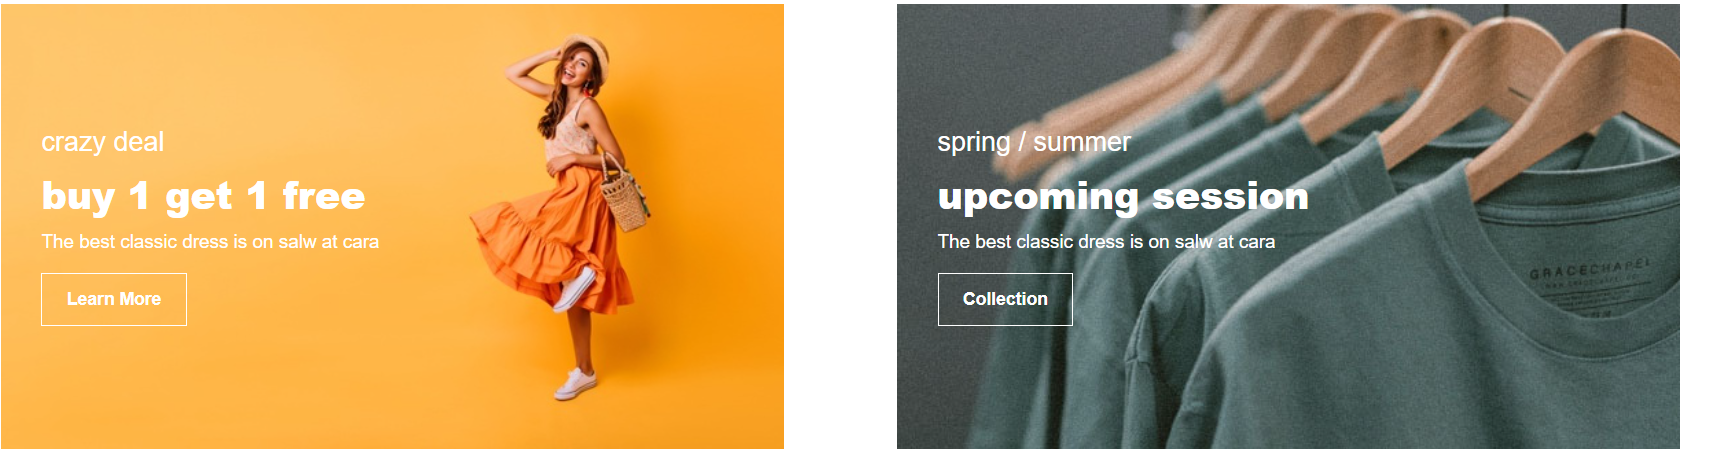 crazy deal
buy 1 get 1 free
The best classic dress is on salw at cara
Learn More
spring / summer
upcoming session
The best classic dress is on salw at cara
Collection
GRACECHAPEL